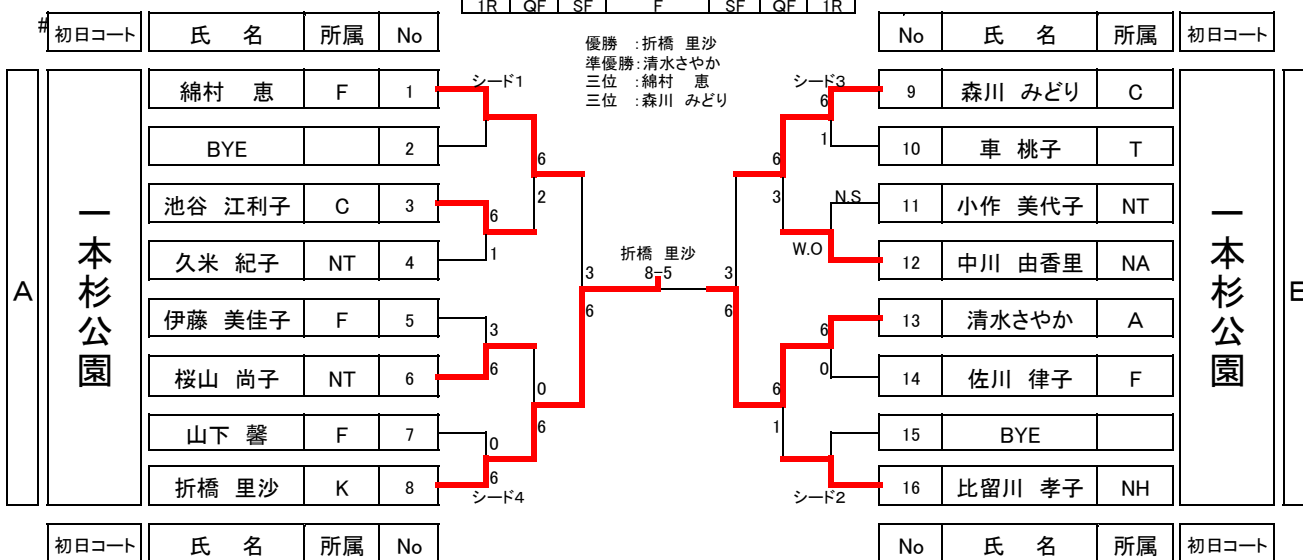 1R QF SF F SF QF 1R
# 初日コート 氏 名 所属 No No 氏 名 所属 初日コート
優勝 :折橋 里沙
準優勝:清水さやか
三位 :綿村 恵
三位 :森川 みどり
シード1 シード3
綿村 恵 F 1 9 森川 みどり C
6
1
BYE 2 10 車 桃子 T
6 6
2 3
池谷 江利子 C 3 N.S 11 小作 美代子 NT
6
1 W.O
久米 紀子 NT 4 12 中川 由香里 NA
A 一本杉公園 一本杉公園
折橋 里沙
8-5
3 3
6 6
伊藤 美佳子 F 5 13 清水さやか A
3 6
6 0
桜山 尚子 NT 6 14 佐川 律子 F
0 6
6 1
山下 馨 F 7 15 BYE
0
6
折橋 里沙 K 8 16 比留川 孝子 NH
シード4 シード2
初日コート 氏 名 所属 No No 氏 名 所属 初日コート